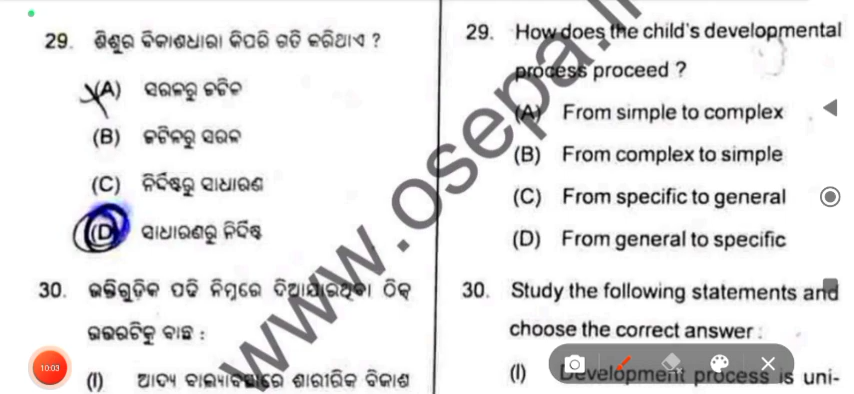 29. ଶିଶୁର ବିକାଶଧାରା କିପରି ଗତି କରିଥାଏ ?
(A) ସରଳରୁ ଜଟିଳ
(B) ଜଟିଳରୁ ସରଳ
(C) ନିର୍ଦ୍ଦିଷ୍ଟରୁ ସାଧାରଣ
(D) ସାଧାରଣରୁ ନିର୍ଦ୍ଦିଷ୍ଟ
30. ଉକ୍ତିଗୁଡ଼ିକ ପଢି ନିମ୍ନରେ ଦିଆଯାଇଥିବା ଠିକ୍
ଉତ୍ତରଟିକୁ ବାଛ :
(I) ଆଦ୍ୟ ବାଲ୍ୟାବସ୍ଥାରେ ଶାରୀରିକ ବିକାଶ
29. How does the child's developmental
process proceed ?
(A) From simple to complex
(B) From complex to simple
(C) From specific to general
(D) From general to specific
30. Study the following statements and
choose the correct answer :
(I) Development process is uni-
www.osepa.i
10:03